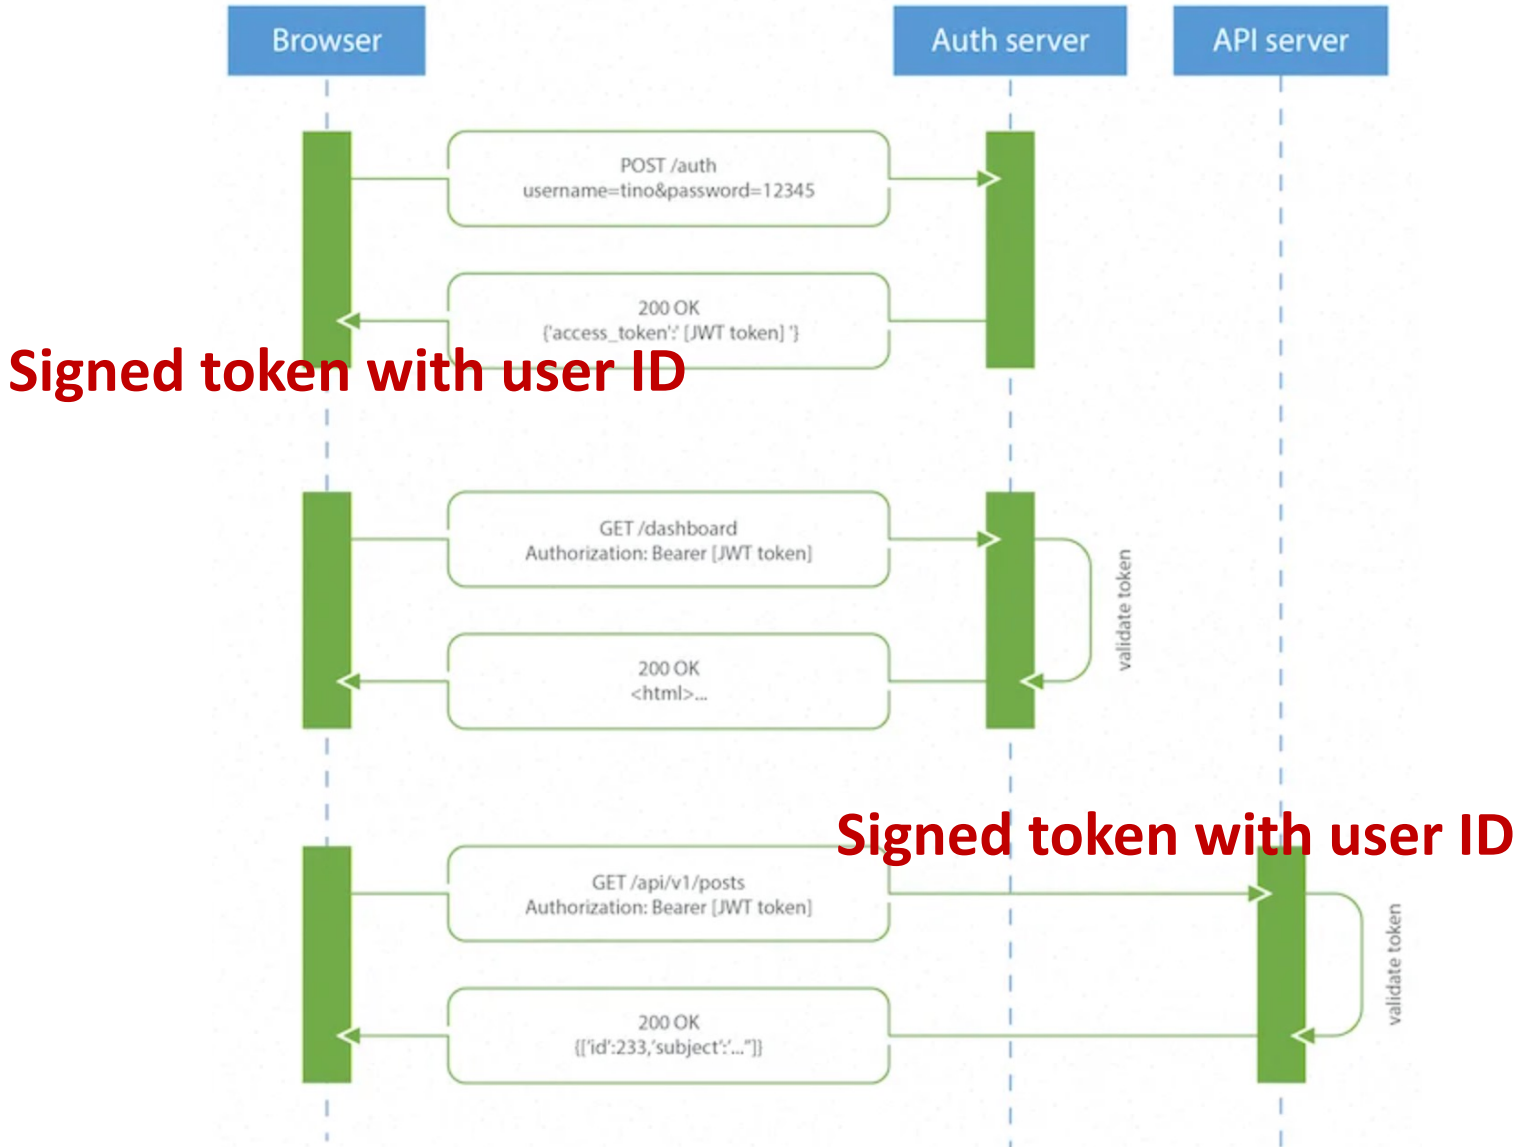 Browser
Auth server
API server
POST /auth
username=tino&password=12345
200 OK
{'access_token':' [JWT token] '}
Signed token with user ID
GET /dashboard
Authorization: Bearer [JWT token]
validate token
200 OK
<html>...
Signed token with user ID
GET /api/v1/posts
Authorization: Bearer [JWT token]
validate token
200 OK
{['id':233,'subject':'...."]}